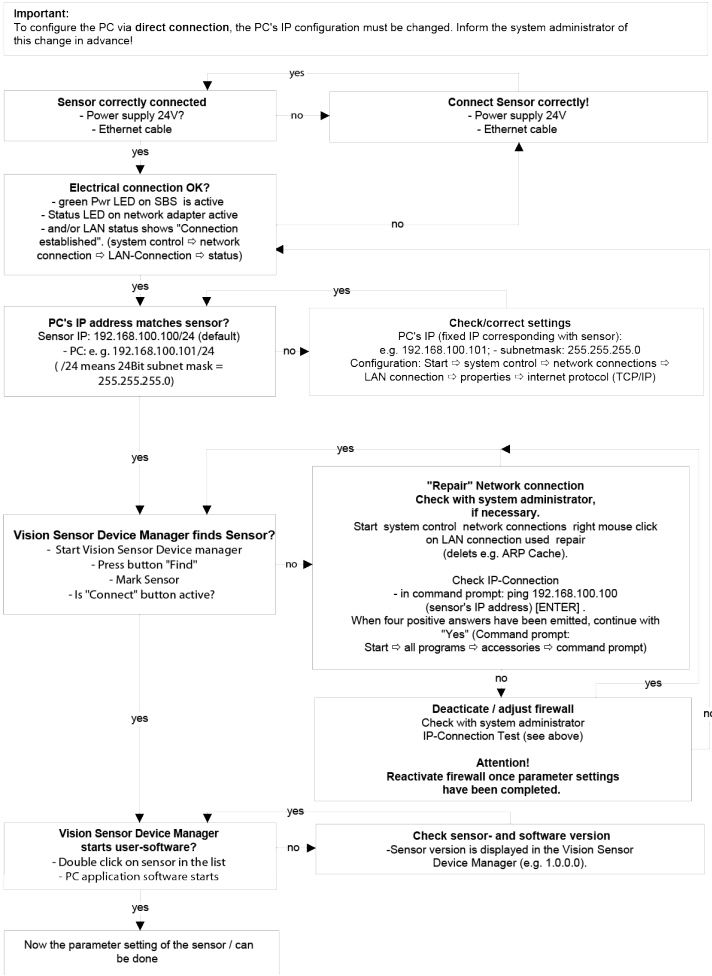 Important:
To configure the PC via direct connection, the PC's IP configuration must be changed. Inform the system administrator of
this change in advance!
yes
Sensor correctly connected
- Power supply 24V?
- Ethernet cable
no
Connect Sensor correctly!
- Power supply 24V
- Ethernet cable
yes
Electrical connection OK?
- green Pwr LED on SBS is active
- Status LED on network adapter active
- and/or LAN status shows "Connection
established". (system control ⇨ network
connection ⇨ LAN-Connection ⇨ status)
no
yes
yes
PC's IP address matches sensor?
Sensor IP: 192.168.100.100/24 (default)
- PC: e. g. 192.168.100.101/24
( /24 means 24Bit subnet mask =
255.255.255.0)
no
Check/correct settings
PC's IP (fixed IP corresponding with sensor):
e.g. 192.168.100.101; - subnetmask: 255.255.255.0
Configuration: Start ⇨ system control ⇨ network connections ⇨
LAN connection ⇨ properties ⇨ internet protocol (TCP/IP)
yes
yes
Vision Sensor Device Manager finds Sensor?
- Start Vision Sensor Device manager
- Press button "Find"
- Mark Sensor
- Is "Connect" button active?
no
"Repair" Network connection
Check with system administrator,
if necessary.
Start system control network connections right mouse click
on LAN connection used repair
(delets e.g. ARP Cache).
Check IP-Connection
- in command prompt: ping 192.168.100.100
(sensor's IP address) [ENTER] .
When four positive answers have been emitted, continue with
"Yes" (Command prompt:
Start ⇨ all programs ⇨ accessories ⇨ command prompt)
no
yes
Deacticate / adjust firewall
Check with system administrator
IP-Connection Test (see above)
Attention!
Reactivate firewall once parameter settings
have been completed.
no
yes
yes
Vision Sensor Device Manager
starts user-software?
- Double click on sensor in the list
- PC application software starts
no
Check sensor- and software version
-Sensor version is displayed in the Vision Sensor
Device Manager (e.g. 1.0.0.0).
yes
Now the parameter setting of the sensor / can
be done